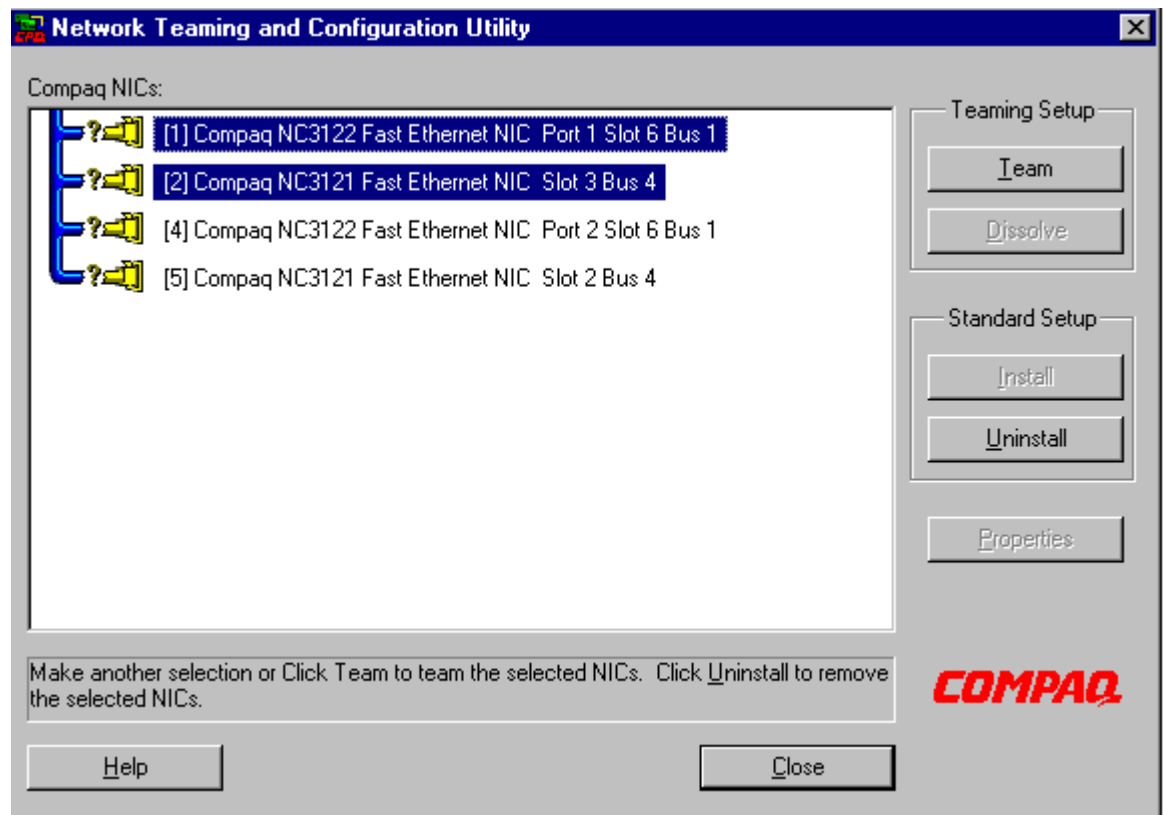 Network Teaming and Configuration Utility
Compaq NICs:
[1] Compaq NC3122 Fast Ethernet NIC  Port 1 Slot 6 Bus 1
[2] Compaq NC3121 Fast Ethernet NIC  Slot 3 Bus 4
[4] Compaq NC3122 Fast Ethernet NIC  Port 2 Slot 6 Bus 1
[5] Compaq NC3121 Fast Ethernet NIC  Slot 2 Bus 4
Teaming Setup
Team
Dissolve
Standard Setup
Install
Uninstall
Properties
Make another selection or Click Team to team the selected NICs.  Click Uninstall to remove
the selected NICs.
COMPAQ
Help
Close